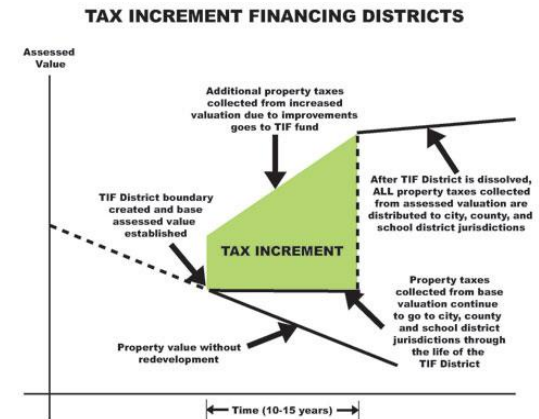 TAX INCREMENT FINANCING DISTRICTS
Assessed
Value
Additional property taxes
collected from increased
valuation due to improvements
goes to TIF fund
TIF District boundary
created and base
assessed value
established
After TIF District is dissolved,
ALL property taxes collected
from assessed valuation are
distributed to city, county, and
school district jurisdictions
TAX INCREMENT
Property taxes
collected from base
valuation continue
to go to city, county
and school district
jurisdictions through
the life of the
TIF District
Property value without
redevelopment
Time (10-15 years)